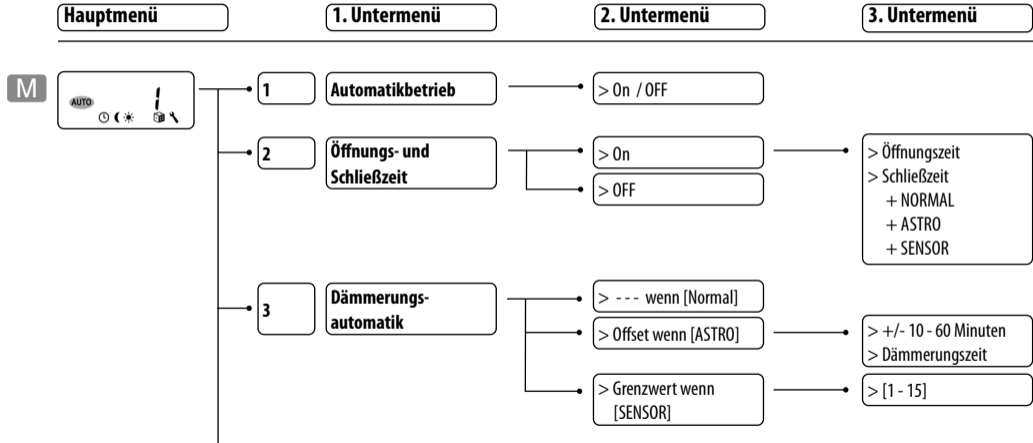 Hauptmenü
1. Untermenü
2. Untermenü
3. Untermenü
M
AUTO
1
1
Automatikbetrieb
> On / OFF
2
Öffnungs- und
Schließzeit
> On
> OFF
> Öffnungszeit
> Schließzeit
+ NORMAL
+ ASTRO
+ SENSOR
3
Dämmerungs-
automatik
> --- wenn [Normal]
> Offset wenn [ASTRO]
> +/- 10 - 60 Minuten
> Dämmerungszeit
> Grenzwert wenn
[SENSOR]
> [1 - 15]